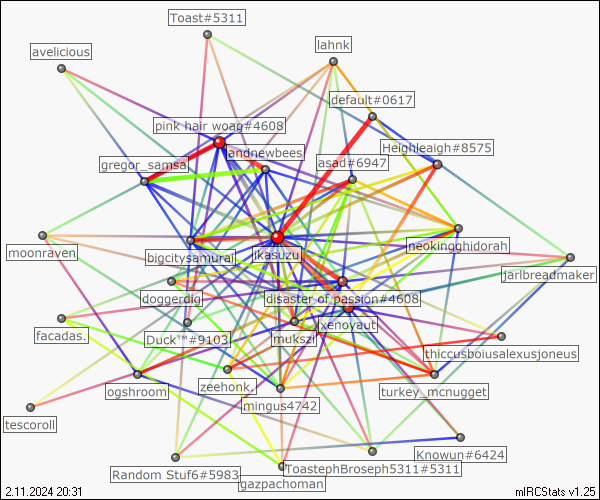 Toast#5311
lahnk
avelicious
default#0617
pink hair woag#4608
Heighleaigh#8575
andnewbees
gregor_samsa
asad#6947
moonraven
bigcitysamurai
jkasuzu
neokingghidorah
jarlbreadmaker
doggerdig
disaster of passion#4608
xenoyaut
facadas.
Duck™#9103
mukszi
thiccusboiusalexusjoneus
zeehonk.
ogshroom
mingus4742
turkey_mcnugget
tescoroll
Knowun#6424
Random Stuf6#5983
ToastephBroseph5311#5311
gazpachoman
2.11.2024 20:31
mIRCStats v1.25